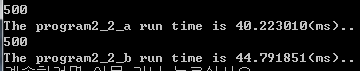 500
The program2_2_a run time is 40.223010(ms)..
500
The program2_2_b run time is 44.791851(ms)..